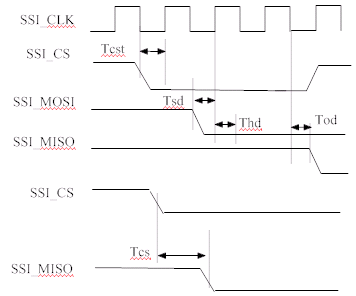 SSI_CLK
Tcst
SSI_CS
SSI_MOSI
Tsd
Thd
Tod
SSI_MISO
SSI_CS
Tcs
SSI_MISO